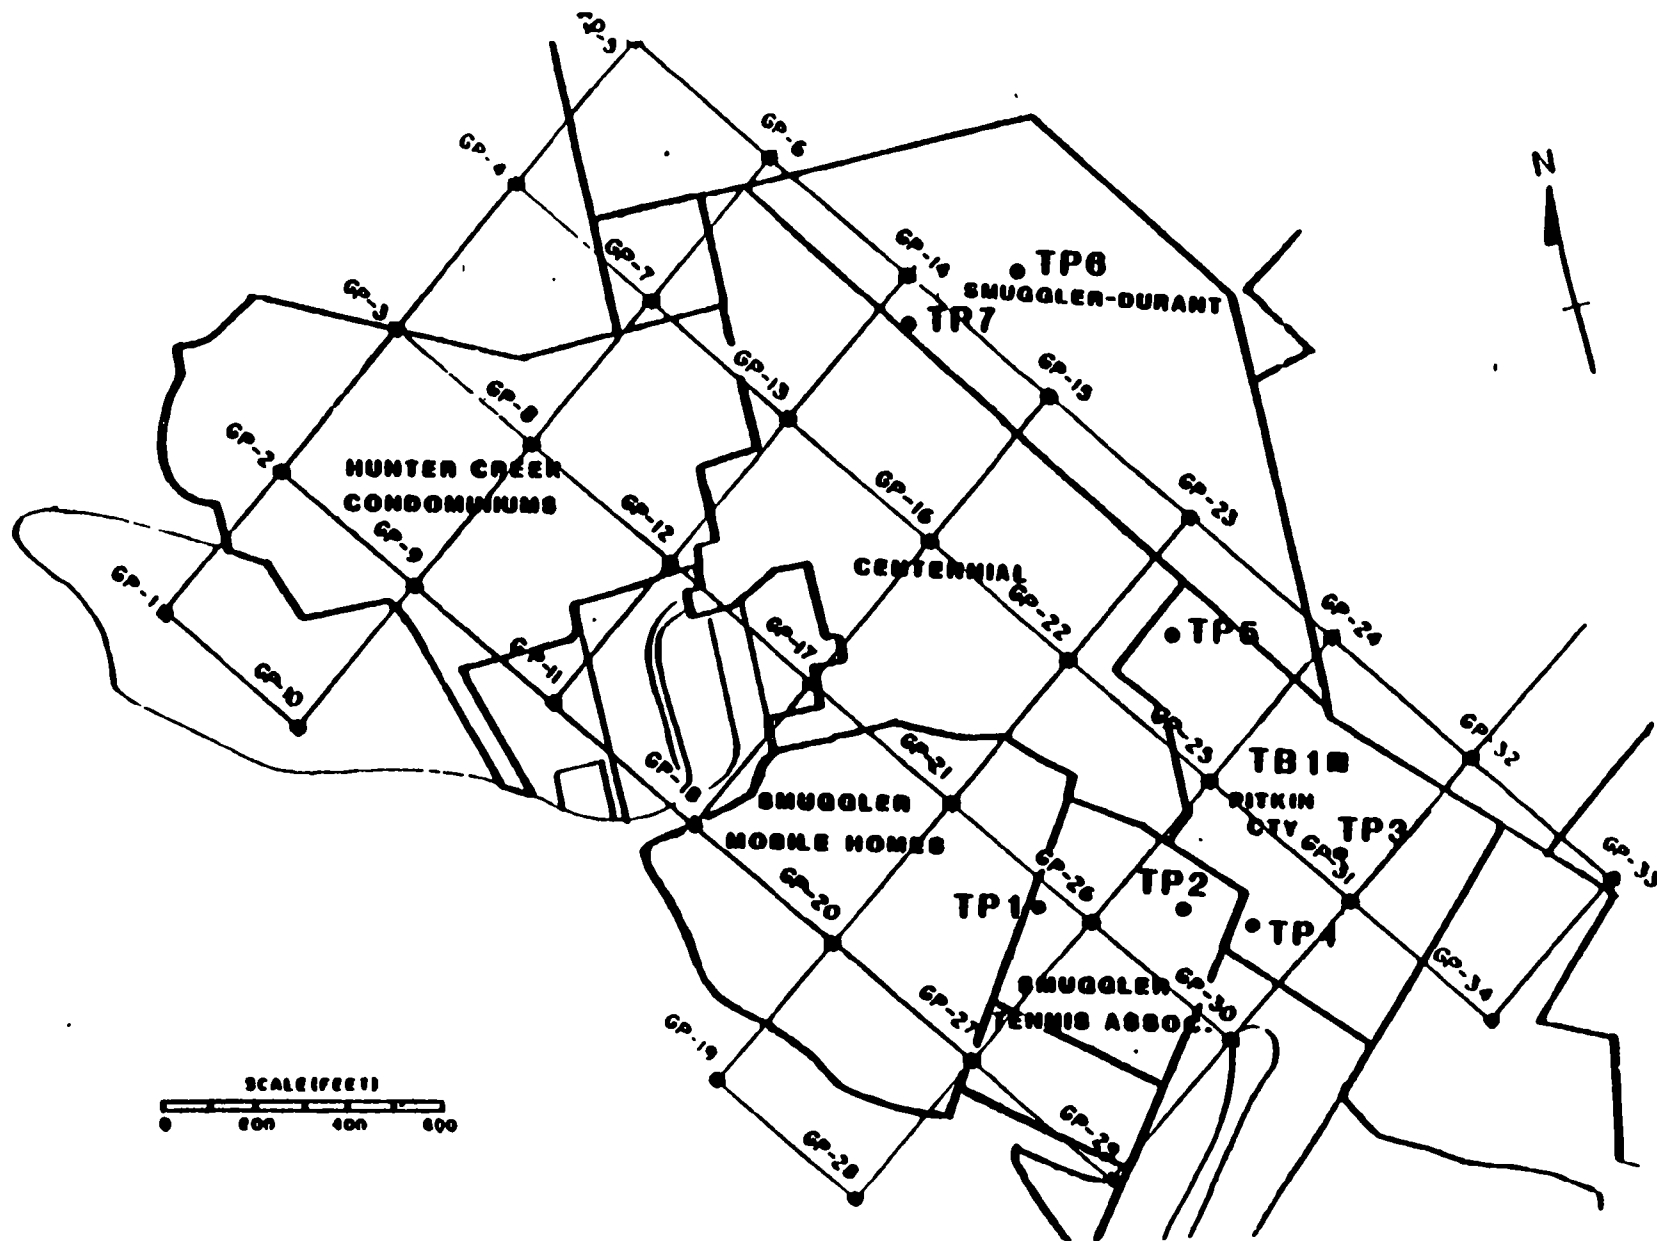 GP-6
GP-4
N
GP-14
TP6
GP-7
SMUGGLER-DURANT
GP-3
TP7
GP-13
GP-15
GP-8
GP-2
HUNTER CREEK
CONDOMINIUMS
GP-16
GP-23
GP-12
GP-9
CENTENNIAL
GP-1
GP-22
GP-17
TP5
GP-24
GP-11
GP-10
GP-32
GP-21
GP-18
TB1
SMUGGLER
PITKIN
MOBILE HOMES
CTY
TP3
GP-31
GP-33
GP-26
TP2
GP-20
TP1
TP4
GP-34
SMUGGLER
GP-30
GP-27
TENNIS ASSOC.
GP-19
SCALE (FEET)
0 200 400 600
GP-29
GP-28